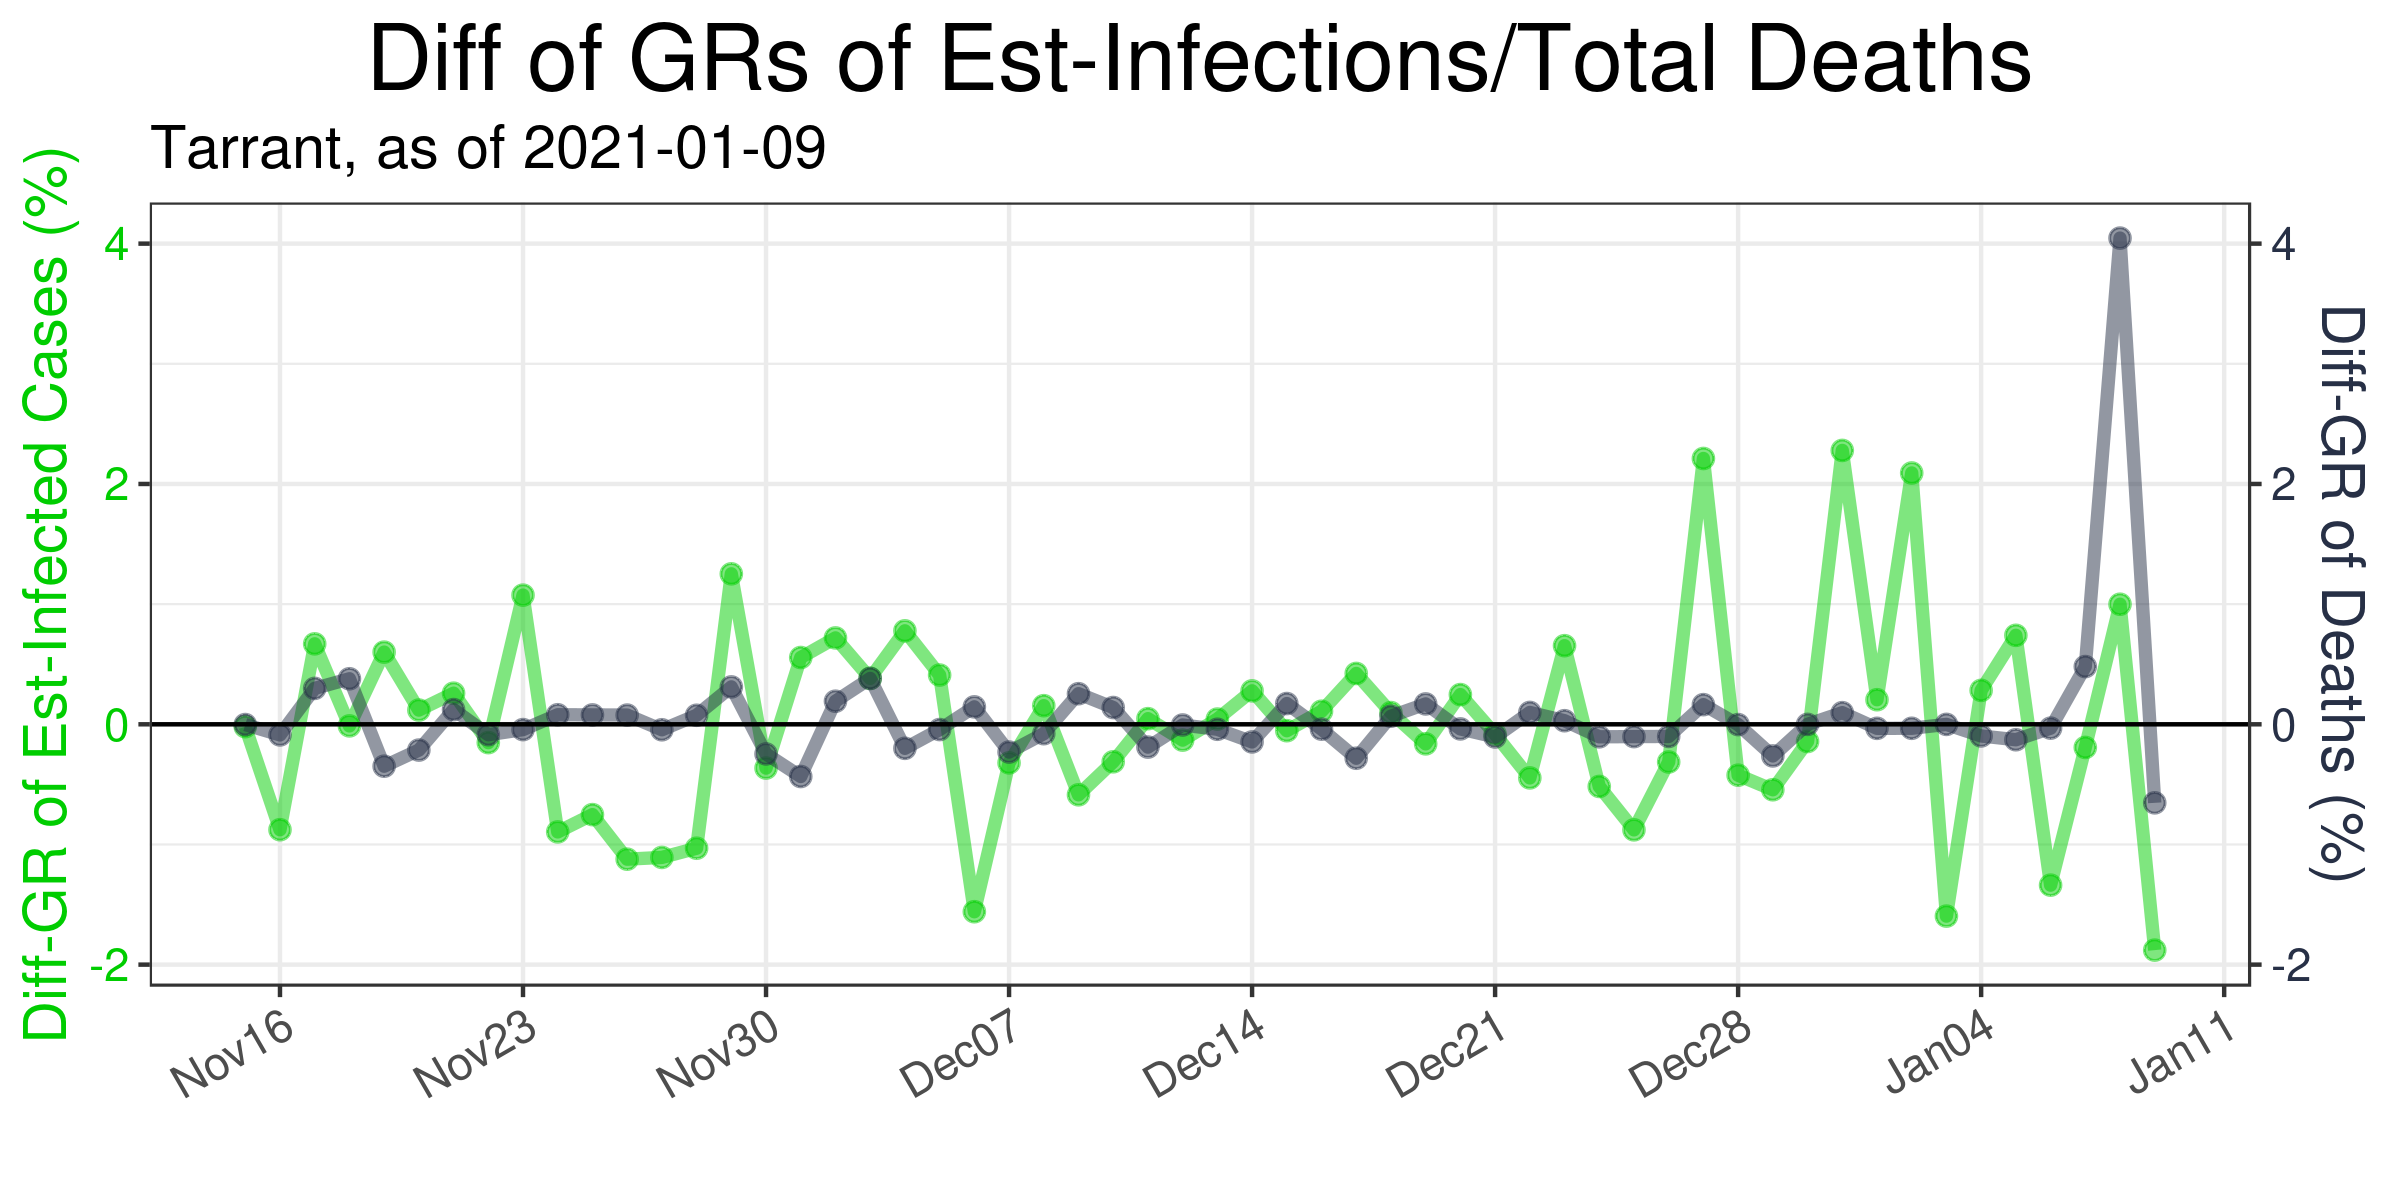 Diff of GRs of Est-Infections/Total Deaths
Tarrant, as of 2021-01-09
Diff-GR of Est-Infected Cases (%)
4
2
0
-2
4
2
0
-2
Diff-GR of Deaths (%)
Nov16
Nov23
Nov30
Dec07
Dec14
Dec21
Dec28
Jan04
Jan11